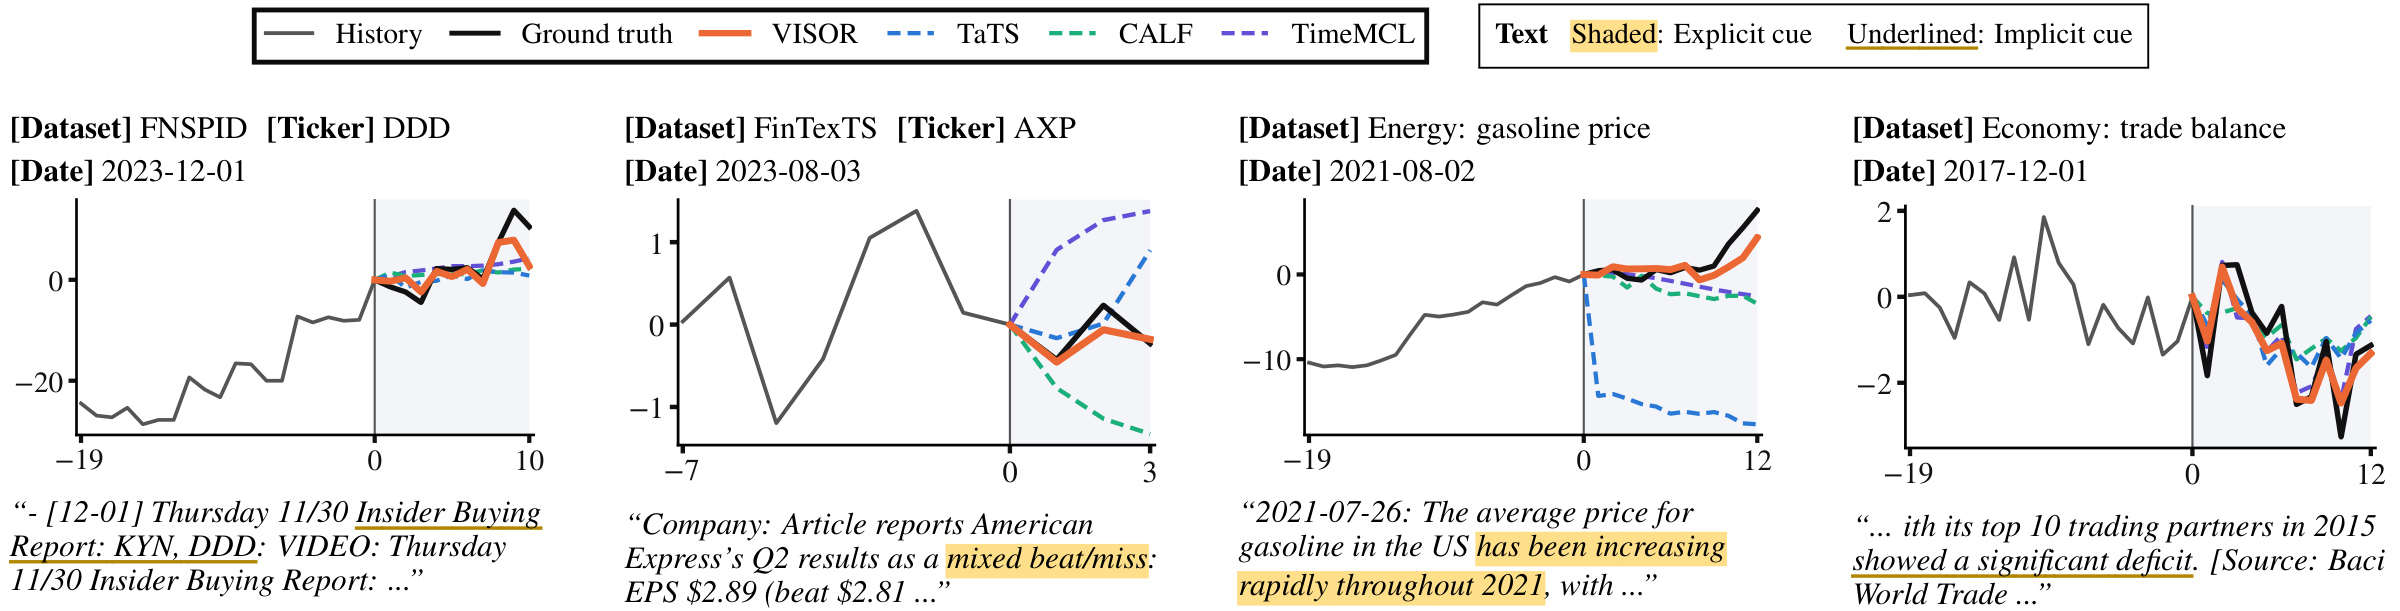 History Ground truth VISOR TaTS CALF TimeMCL
Text Shaded: Explicit cue Underlined: Implicit cue
[Dataset] FNSPID [Ticker] DDD
[Date] 2023-12-01
0
−20
−19 0 10
“- [12-01] Thursday 11/30 Insider Buying
Report: KYN, DDD: VIDEO: Thursday
11/30 Insider Buying Report: ...”
[Dataset] FinTexTS [Ticker] AXP
[Date] 2023-08-03
1
0
−1
−7 0 3
“Company: Article reports American
Express’s Q2 results as a mixed beat/miss:
EPS $2.89 (beat $2.81 ...”
[Dataset] Energy: gasoline price
[Date] 2021-08-02
0
−10
−19 0 12
“2021-07-26: The average price for
gasoline in the US has been increasing
rapidly throughout 2021, with ...”
[Dataset] Economy: trade balance
[Date] 2017-12-01
2
0
−2
−19 0 12
“... ith its top 10 trading partners in 2015
showed a significant deficit. [Source: Baci
World Trade ...”